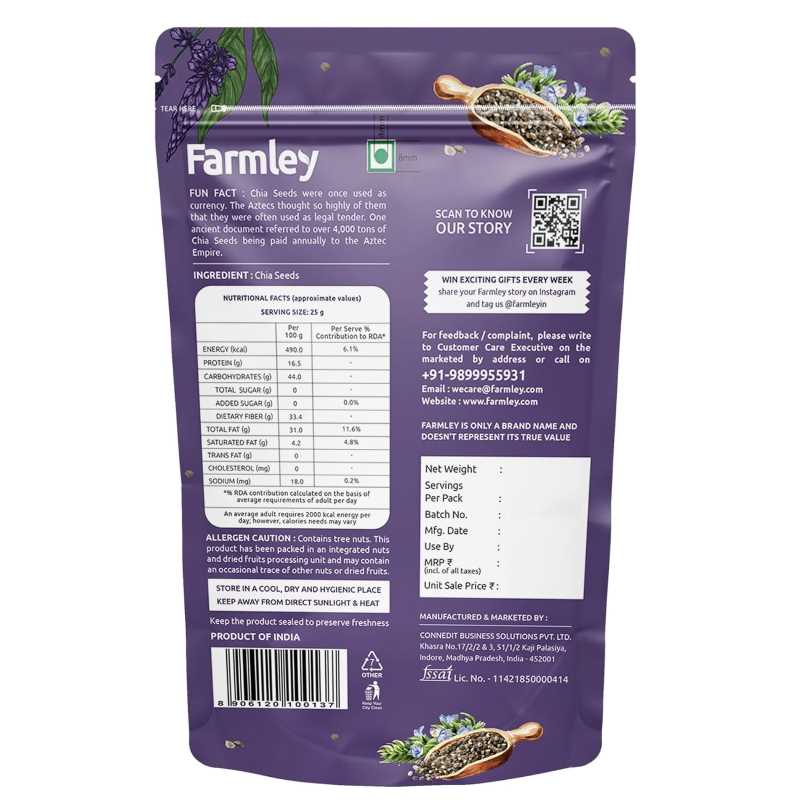 TEAR HERE
Farmley
8mm
8mm
FUN FACT : Chia Seeds were once used as
currency. The Aztecs thought so highly of them
that they were often used as legal tender. One
ancient document referred to over 4,000 tons of
Chia Seeds being paid annually to the Aztec
Empire.
INGREDIENT : Chia Seeds
NUTRITIONAL FACTS (approximate values)
SERVING SIZE: 25 g
Per 100 g Per Serve % Contribution to RDA*
ENERGY (kcal) 490.0 6.1%
PROTEIN (g) 16.5 -
CARBOHYDRATES (g) 44.0 -
TOTAL SUGAR (g) 0 -
ADDED SUGAR (g) 0 0.0%
DIETARY FIBER (g) 33.4 -
TOTAL FAT (g) 31.0 11.6%
SATURATED FAT (g) 4.2 4.8%
TRANS FAT (g) 0 -
CHOLESTEROL (mg) 0 -
SODIUM (mg) 18.0 0.2%
*% RDA contribution calculated on the basis of
average requirements of adult per day
An average adult requires 2000 kcal energy per
day; however, calories needs may vary
ALLERGEN CAUTION : Contains tree nuts. This
product has been packed in an integrated nuts
and dried fruits processing unit and may contain
an occasional trace of other nuts or dried fruits.
STORE IN A COOL, DRY AND HYGIENIC PLACE
KEEP AWAY FROM DIRECT SUNLIGHT & HEAT
Keep the product sealed to preserve freshness
PRODUCT OF INDIA
8 906120 100137
7
OTHER
Keep Your
City Clean
SCAN TO KNOW
OUR STORY
WIN EXCITING GIFTS EVERY WEEK
share your Farmley story on Instagram
and tag us @farmleyin
For feedback / complaint, please write
to Customer Care Executive on the
marketed by address or call on
+91-9899955931
Email : wecare@farmley.com
Website : www.farmley.com
FARMLEY IS ONLY A BRAND NAME AND
DOESN'T REPRESENT ITS TRUE VALUE
Net Weight :
Servings
Per Pack :
Batch No. :
Mfg. Date :
Use By :
MRP ₹ :
(incl. of all taxes)
Unit Sale Price ₹ :
MANUFACTURED & MARKETED BY :
CONNEDIT BUSINESS SOLUTIONS PVT. LTD.
Khasra No.17/2/2 & 3, 51/1/2 Kaji Palasiya,
Indore, Madhya Pradesh, India - 452001
fssai Lic. No. - 11421850000414